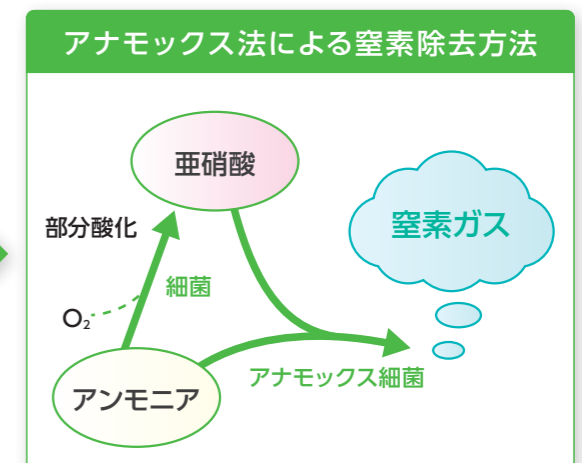 アナモックス法による窒素除去方法
亜硝酸
部分酸化
窒素ガス
細菌
O₂
アナモックス細菌
アンモニア